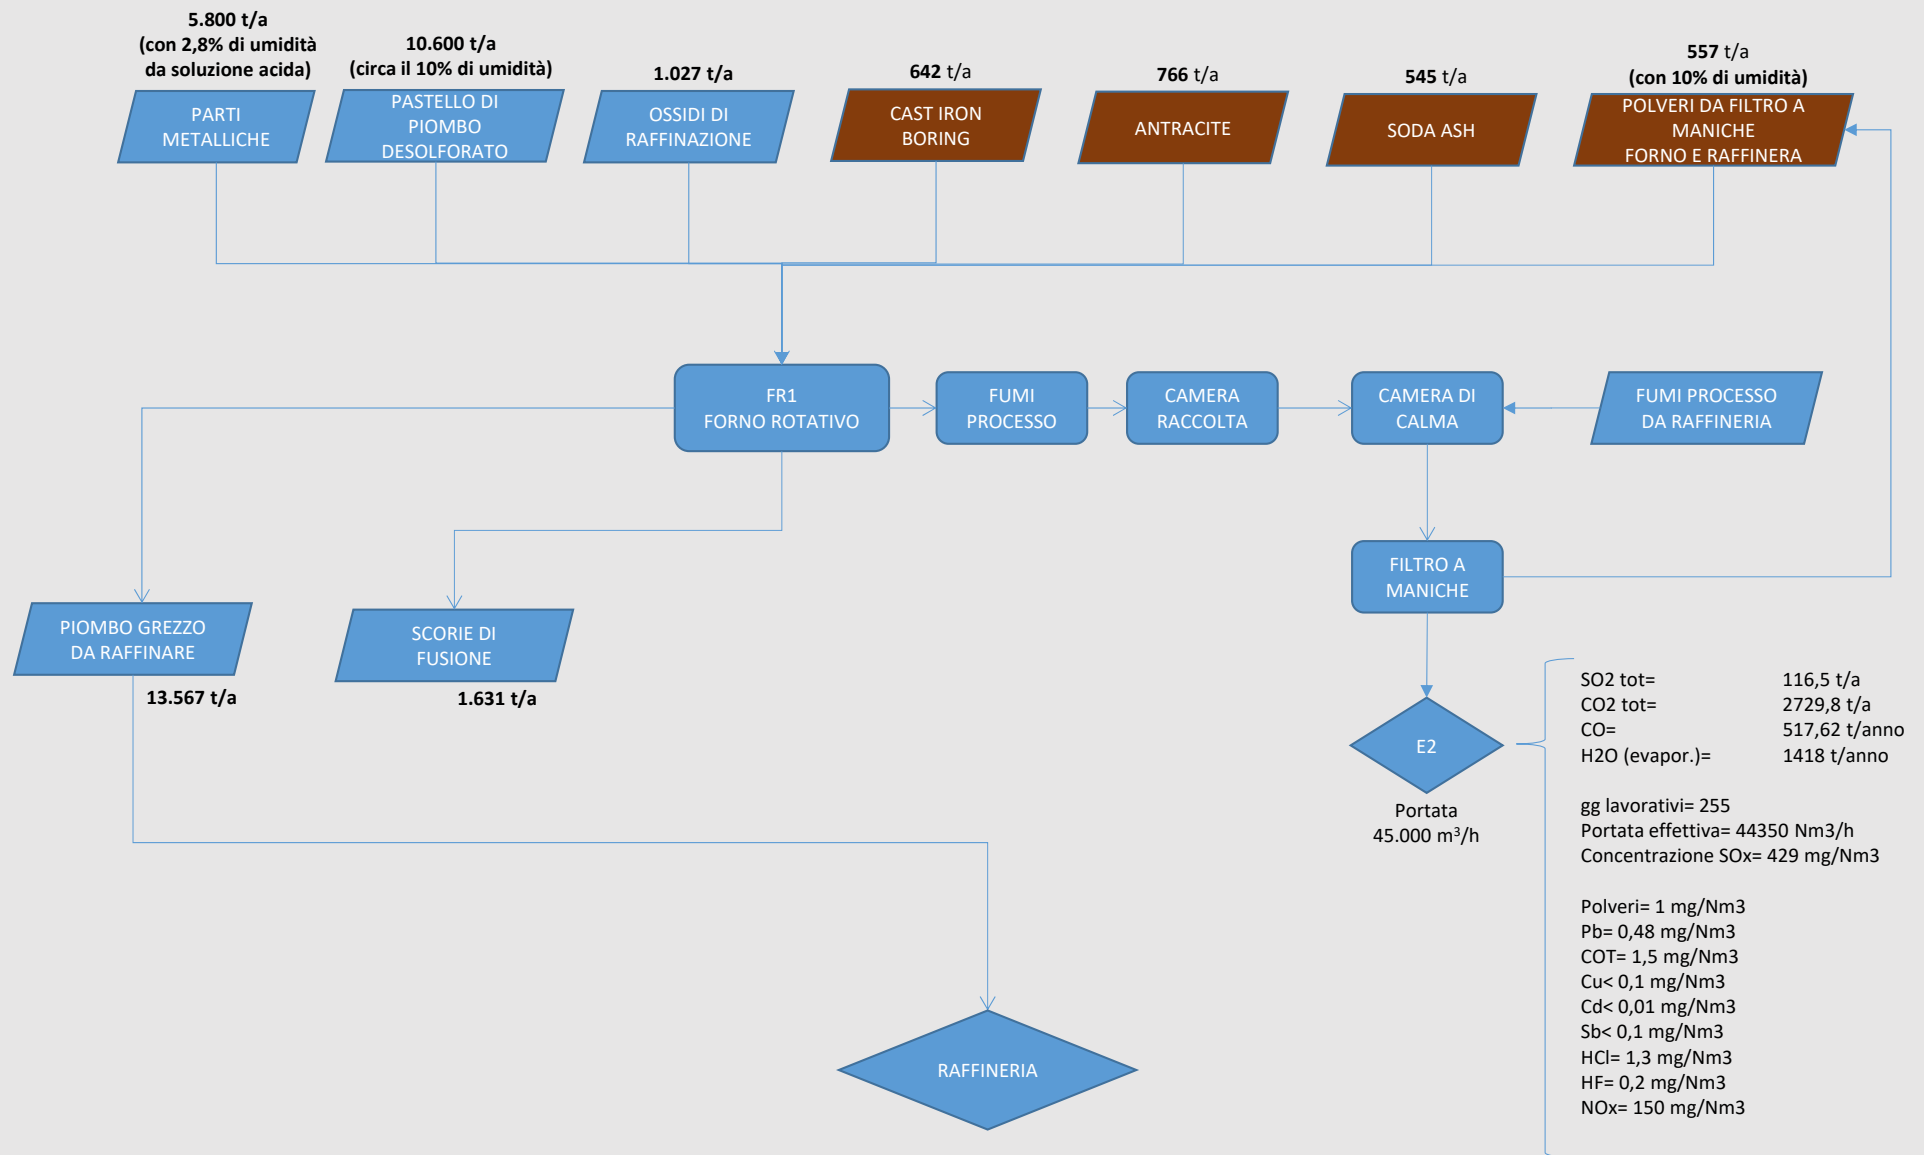 5.800 t/a
(con 2,8% di umidità
da soluzione acida)
10.600 t/a
(circa il 10% di umidità)
1.027 t/a
642 t/a
766 t/a
545 t/a
557 t/a
(con 10% di umidità)
PARTI
METALLICHE
PASTELLO DI
PIOMBO
DESOLFORATO
OSSIDI DI
RAFFINAZIONE
CAST IRON
BORING
ANTRACITE
SODA ASH
POLVERI DA FILTRO A
MANICHE
FORNO E RAFFINERA
FR1
FORNO ROTATIVO
FUMI
PROCESSO
CAMERA
RACCOLTA
CAMERA DI
CALMA
FUMI PROCESSO
DA RAFFINERIA
FILTRO A
MANICHE
PIOMBO GREZZO
DA RAFFINARE
13.567 t/a
SCORIE DI
FUSIONE
1.631 t/a
E2
Portata
45.000 m³/h
SO2 tot= 116,5 t/a
CO2 tot= 2729,8 t/a
CO= 517,62 t/anno
H2O (evapor.)= 1418 t/anno
gg lavorativi= 255
Portata effettiva= 44350 Nm3/h
Concentrazione SOx= 429 mg/Nm3
Polveri= 1 mg/Nm3
Pb= 0,48 mg/Nm3
COT= 1,5 mg/Nm3
Cu< 0,1 mg/Nm3
Cd< 0,01 mg/Nm3
Sb< 0,1 mg/Nm3
HCl= 1,3 mg/Nm3
HF= 0,2 mg/Nm3
NOx= 150 mg/Nm3
RAFFINERIA